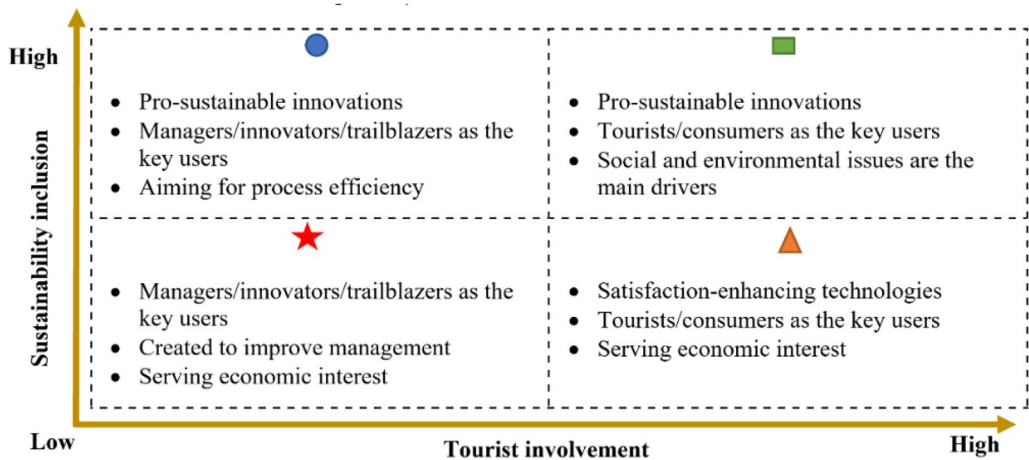 High
• Pro-sustainable innovations
• Managers/innovators/trailblazers as the
key users
• Aiming for process efficiency
• Pro-sustainable innovations
• Tourists/consumers as the key users
• Social and environmental issues are the
main drivers
Sustainability inclusion
• Managers/innovators/trailblazers as the
key users
• Created to improve management
• Serving economic interest
• Satisfaction-enhancing technologies
• Tourists/consumers as the key users
• Serving economic interest
Low
Tourist involvement
High